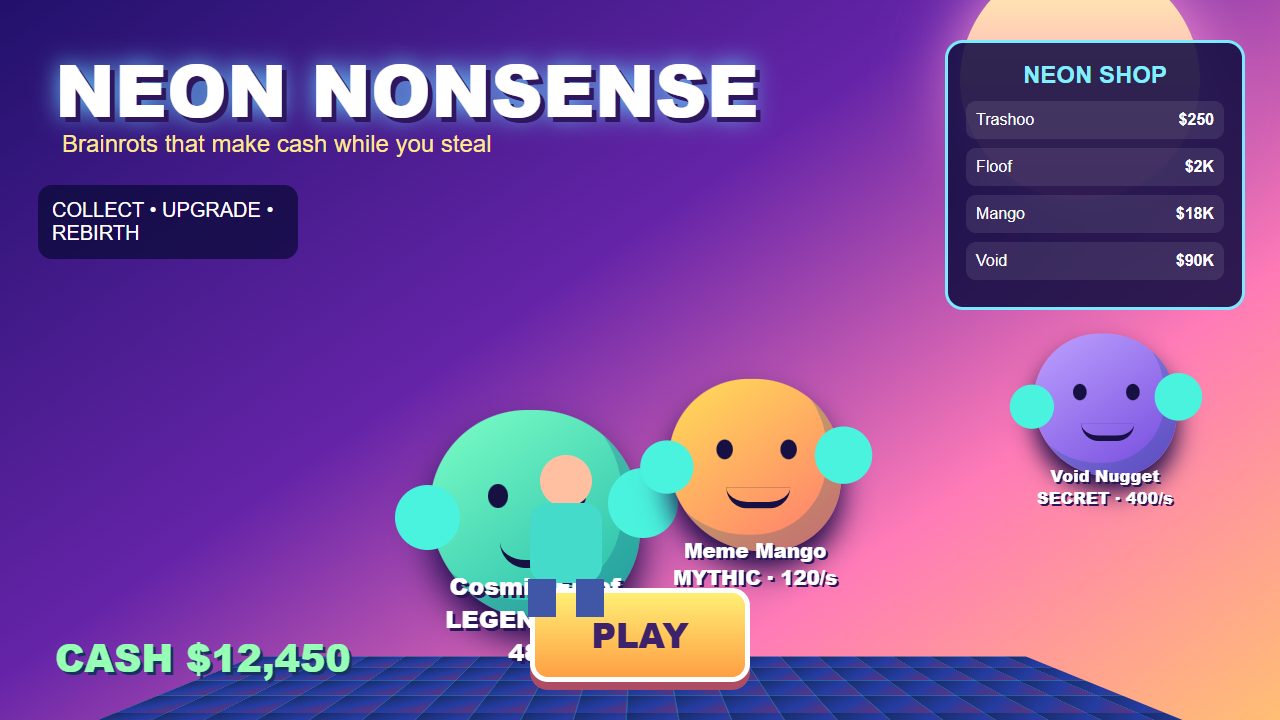 NEON NONSENSE
Brainrots that make cash while you steal
COLLECT • UPGRADE •
REBIRTH
NEON SHOP
Trashoo $250
Floof $2K
Mango $18K
Void $90K
Void Nugget
SECRET · 400/s
Meme Mango
MYTHIC · 120/s
PLAY
CASH $12,450